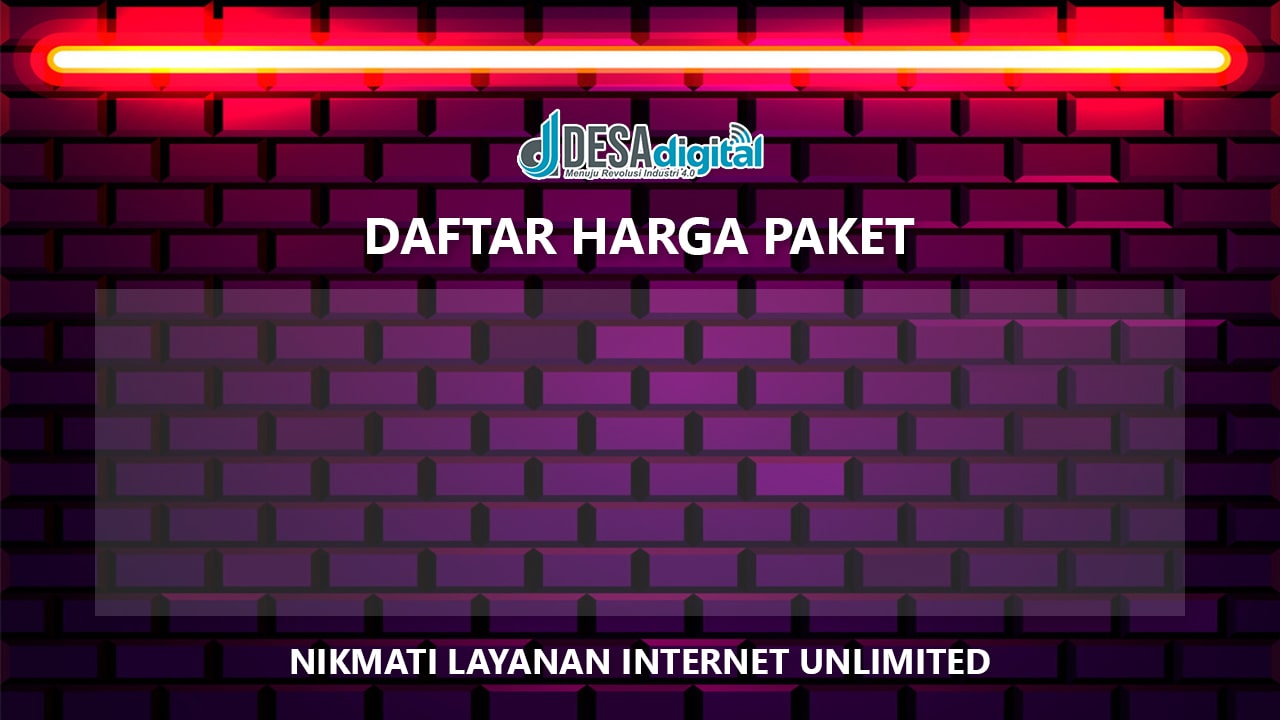 DESAdigital
Menuju Revolusi Industri 4.0
DAFTAR HARGA PAKET
NIKMATI LAYANAN INTERNET UNLIMITED